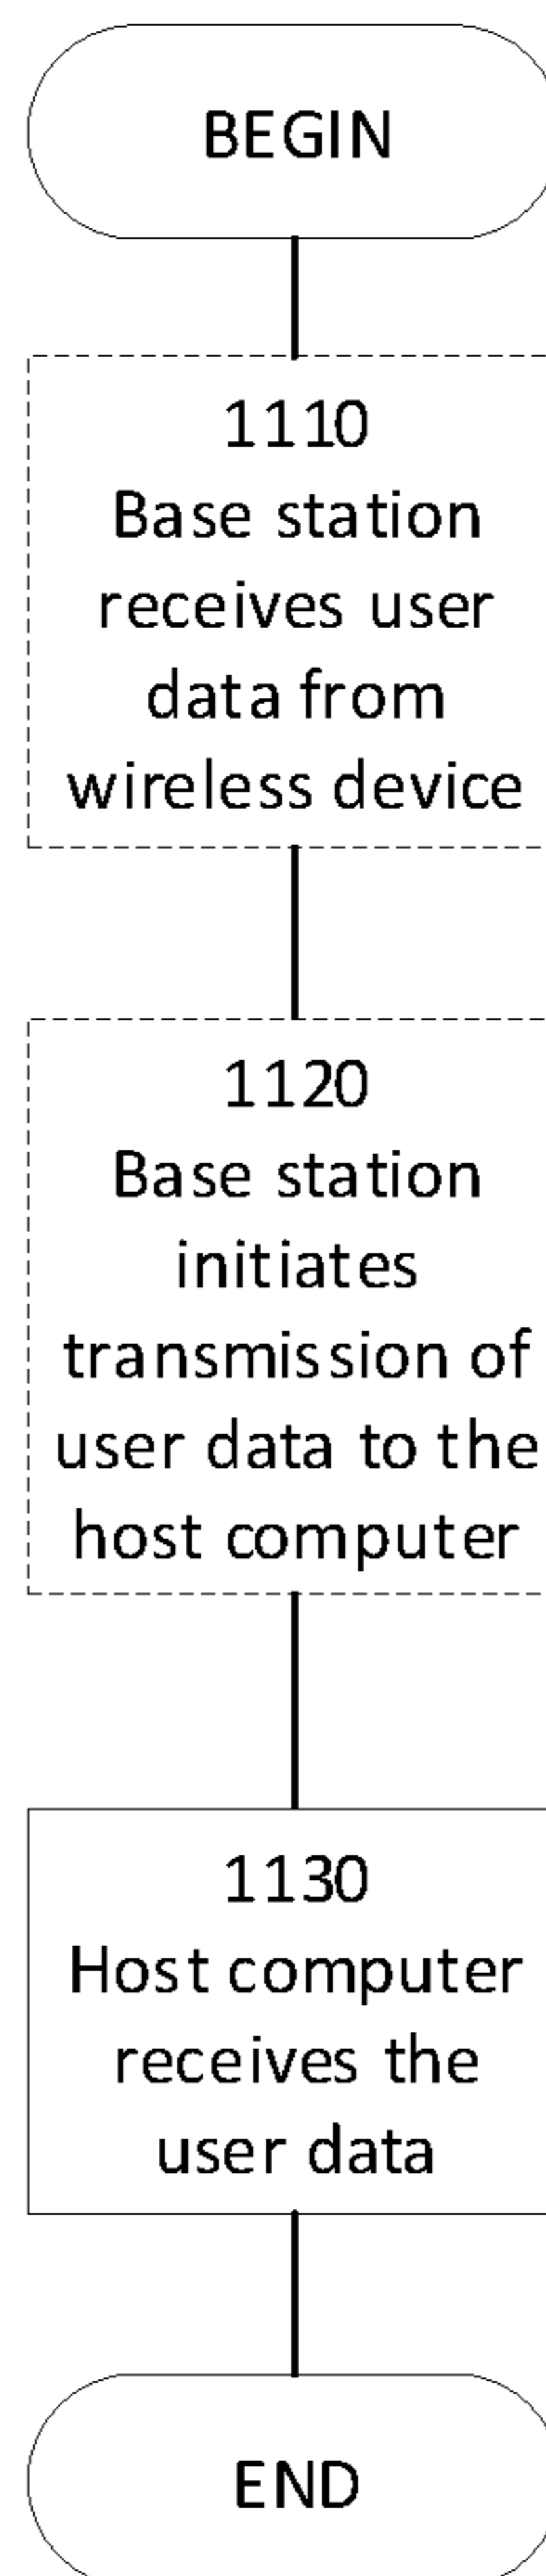 BEGIN
1110
Base station
receives user
data from
wireless device
1120
Base station
initiates
transmission of
user data to the
host computer
1130
Host computer
receives the
user data
END